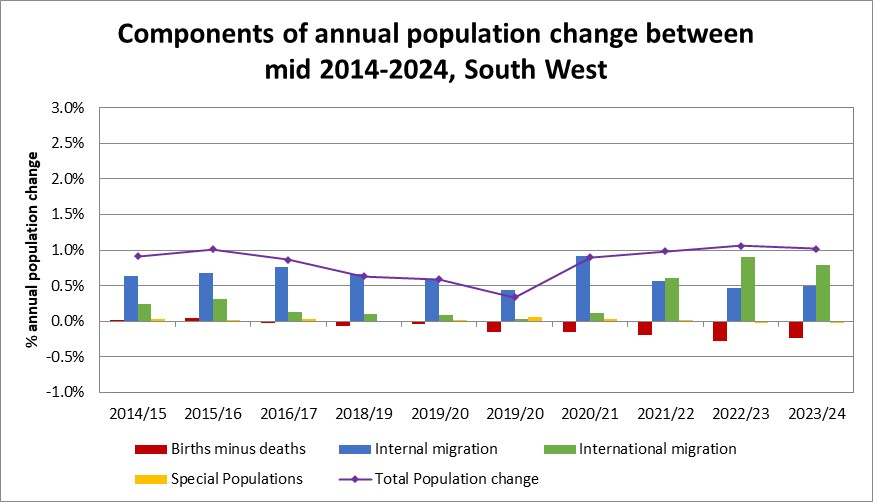 Components of annual population change between
mid 2014-2024, South West
% annual population change
3.0%
2.5%
2.0%
1.5%
1.0%
0.5%
0.0%
-0.5%
-1.0%
2014/15 2015/16 2016/17 2018/19 2019/20 2019/20 2020/21 2021/22 2022/23 2023/24
Births minus deaths Internal migration International migration
Special Populations Total Population change